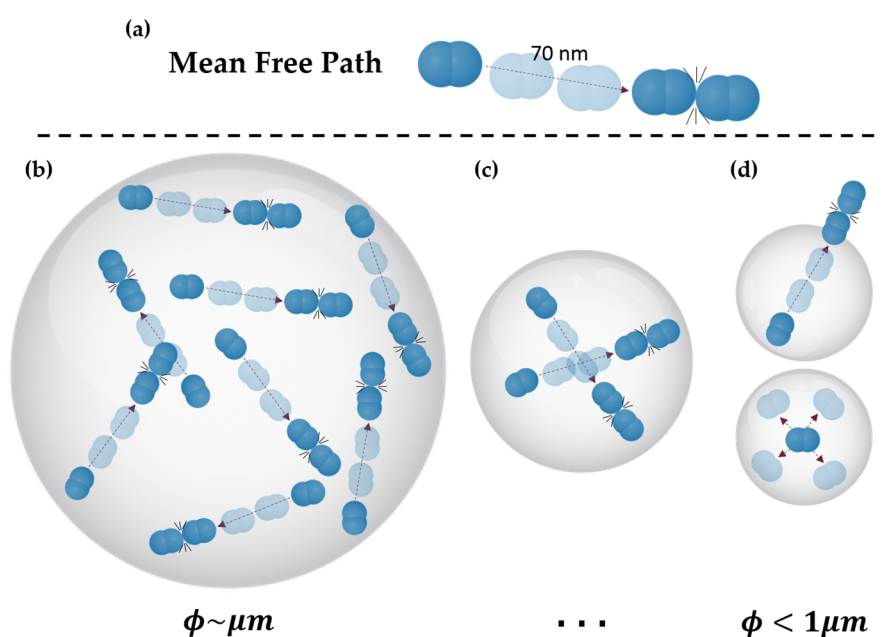 (a)
Mean Free Path
70 nm
(b)
(c)
(d)
ϕ~μm
...
ϕ < 1μm